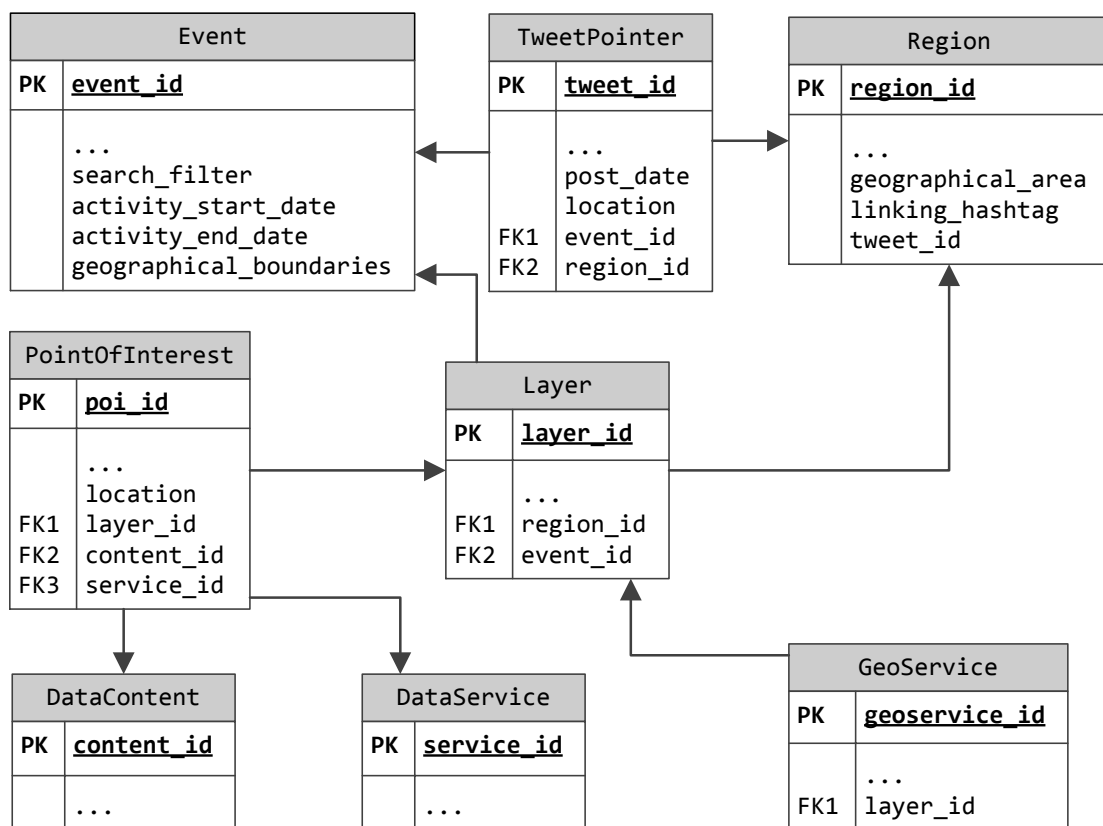 Event
PK event_id
...
search_filter
activity_start_date
activity_end_date
geographical_boundaries
TweetPointer
PK tweet_id
...
post_date
location
FK1 event_id
FK2 region_id
Region
PK region_id
...
geographical_area
linking_hashtag
tweet_id
PointOfInterest
PK poi_id
...
location
FK1 layer_id
FK2 content_id
FK3 service_id
Layer
PK layer_id
...
FK1 region_id
FK2 event_id
DataContent
PK content_id
...
DataService
PK service_id
...
GeoService
PK geoservice_id
...
FK1 layer_id